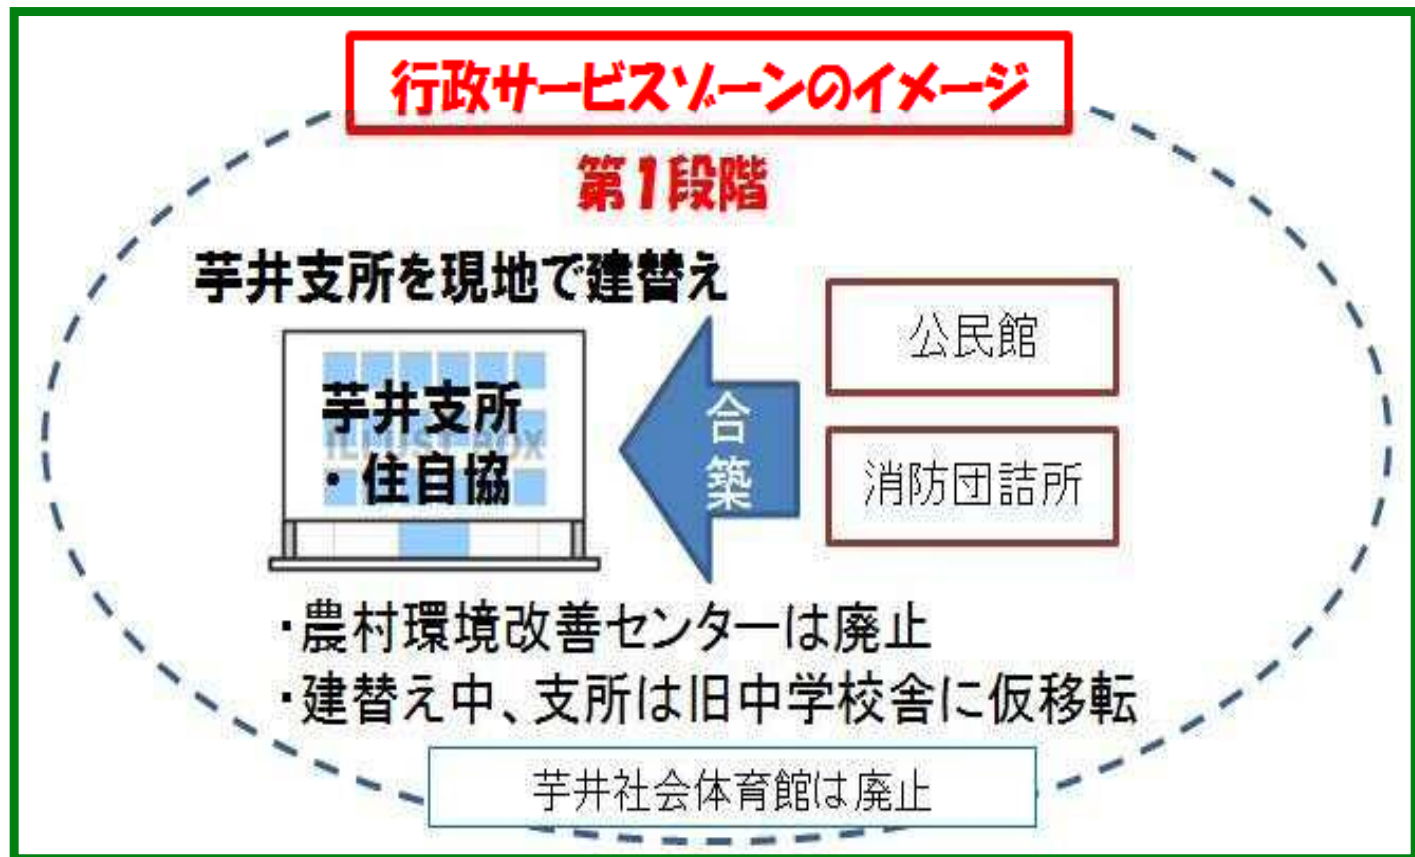 行政サービスゾーンのイメージ
第1段階
芋井支所を現地で建替え
芋井支所
・住自協
ILLUST BOX
合築
公民館
消防団詰所
・農村環境改善センターは廃止
・建替え中、支所は旧中学校舎に仮移転
芋井社会体育館は廃止